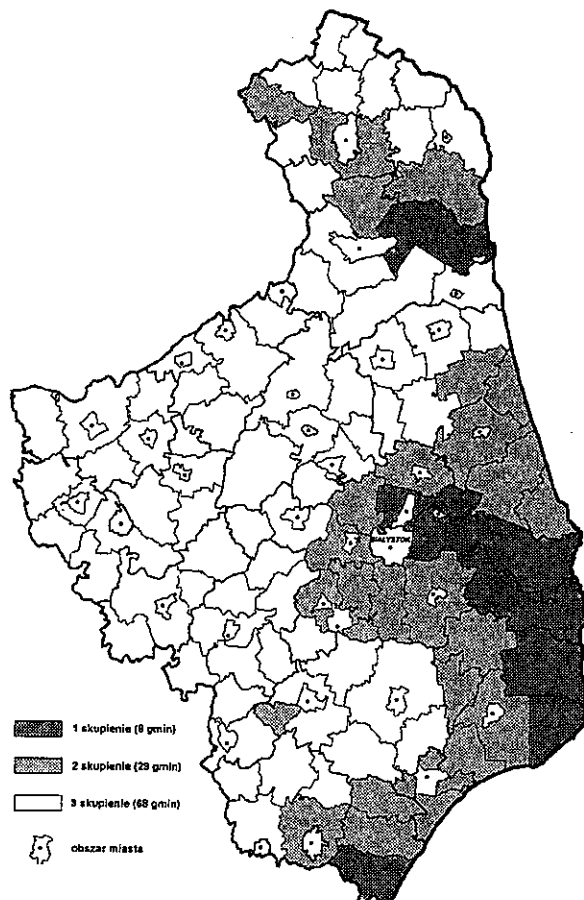 BIAŁYSTOK
1 skupienie (8 gmin)
2 skupienie (29 gmin)
3 skupienie (68 gmin)
obszar miasta